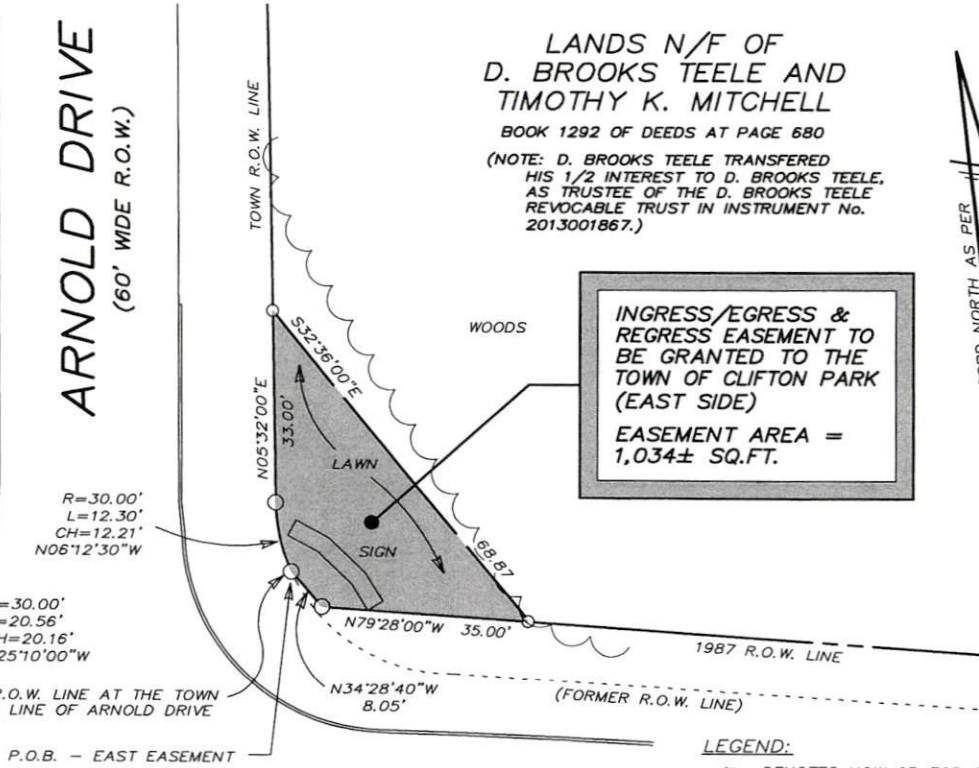 ARNOLD DRIVE
(60' WIDE R.O.W.)
TOWN R.O.W. LINE
LANDS N/F OF
D. BROOKS TEELE AND
TIMOTHY K. MITCHELL
BOOK 1292 OF DEEDS AT PAGE 680
(NOTE: D. BROOKS TEELE TRANSFERED
HIS 1/2 INTEREST TO D. BROOKS TEELE,
AS TRUSTEE OF THE D. BROOKS TEELE
REVOCABLE TRUST IN INSTRUMENT No.
2013001867.)
NORTH AS PER
WOODS
INGRESS/EGRESS &
REGRESS EASEMENT TO
BE GRANTED TO THE
TOWN OF CLIFTON PARK
(EAST SIDE)
EASEMENT AREA =
1,034± SQ.FT.
S32°36'00"E
68.87
N05°32'00"E
33.00'
LAWN
SIGN
R=30.00'
L=12.30'
CH=12.21'
N06°12'30"W
=30.00'
=20.56'
H=20.16'
25°10'00"W
N79°28'00"W 35.00'
1987 R.O.W. LINE
R.O.W. LINE AT THE TOWN
LINE OF ARNOLD DRIVE
N34°28'40"W
8.05'
(FORMER R.O.W. LINE)
P.O.B. - EAST EASEMENT
LEGEND: